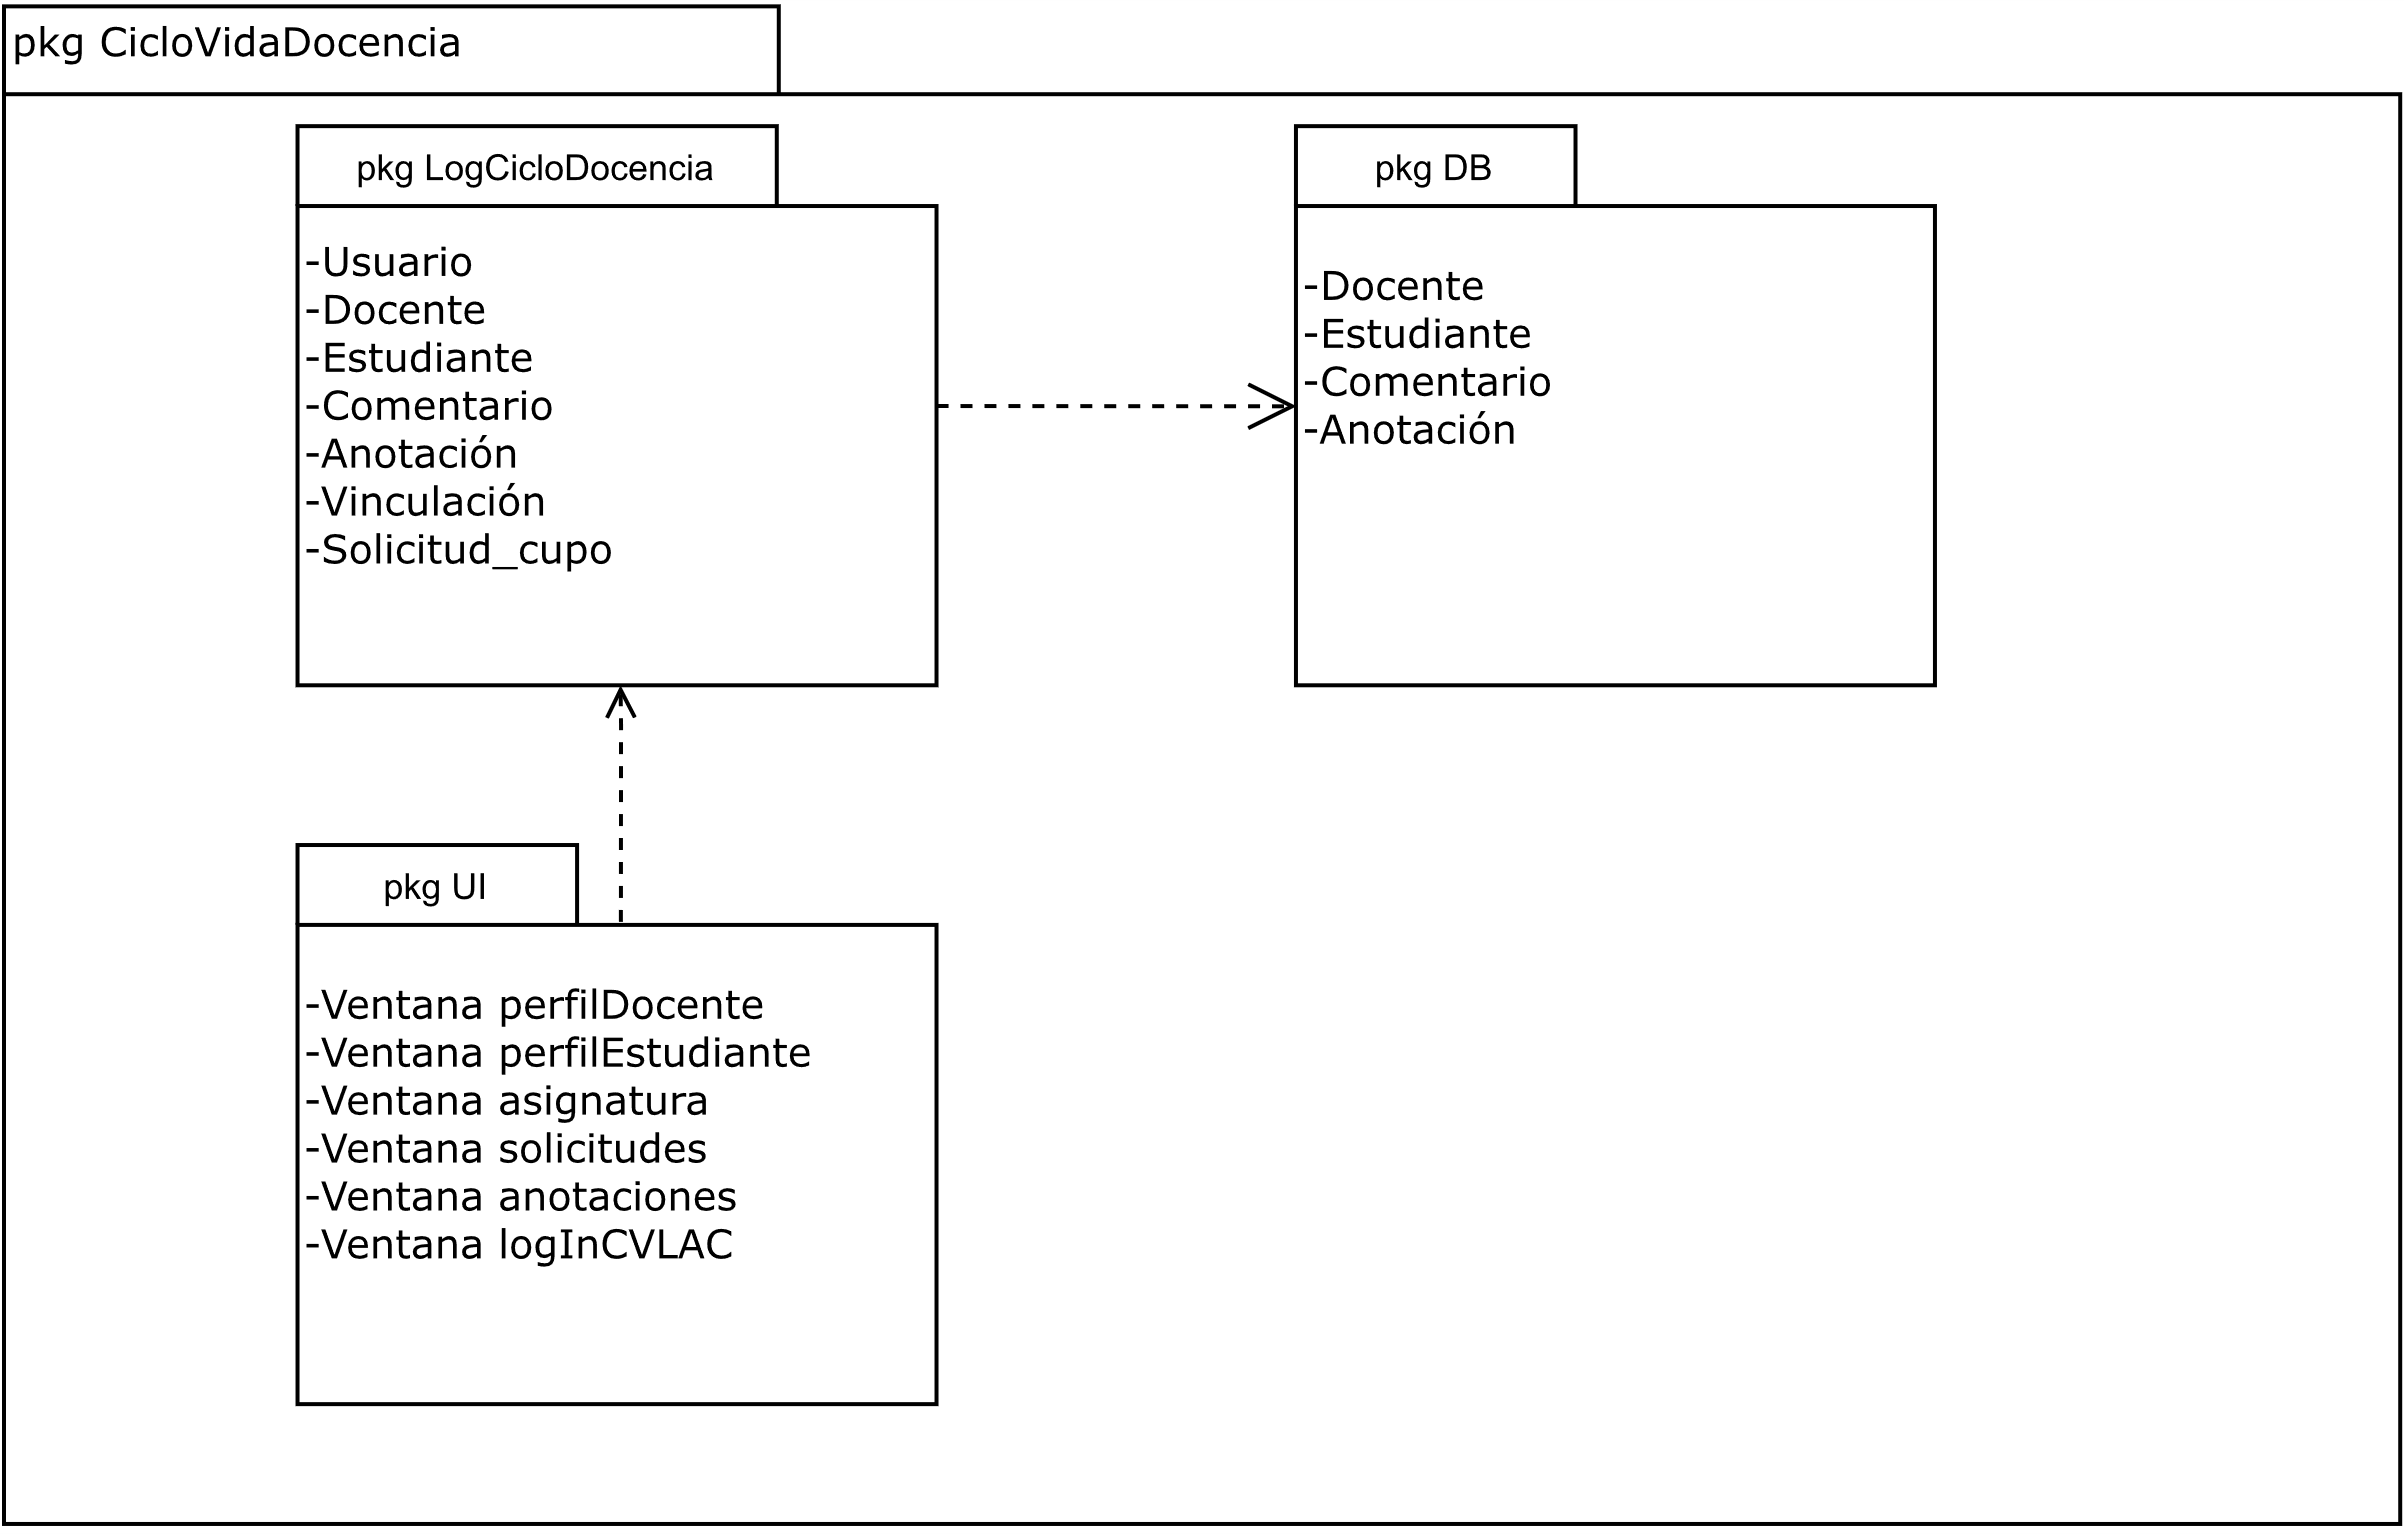 pkg CicloVidaDocencia
pkg LogCicloDocencia
-Usuario
-Docente
-Estudiante
-Comentario
-Anotación
-Vinculación
-Solicitud_cupo
pkg DB
-Docente
-Estudiante
-Comentario
-Anotación
pkg UI
-Ventana perfilDocente
-Ventana perfilEstudiante
-Ventana asignatura
-Ventana solicitudes
-Ventana anotaciones
-Ventana logInCVLAC